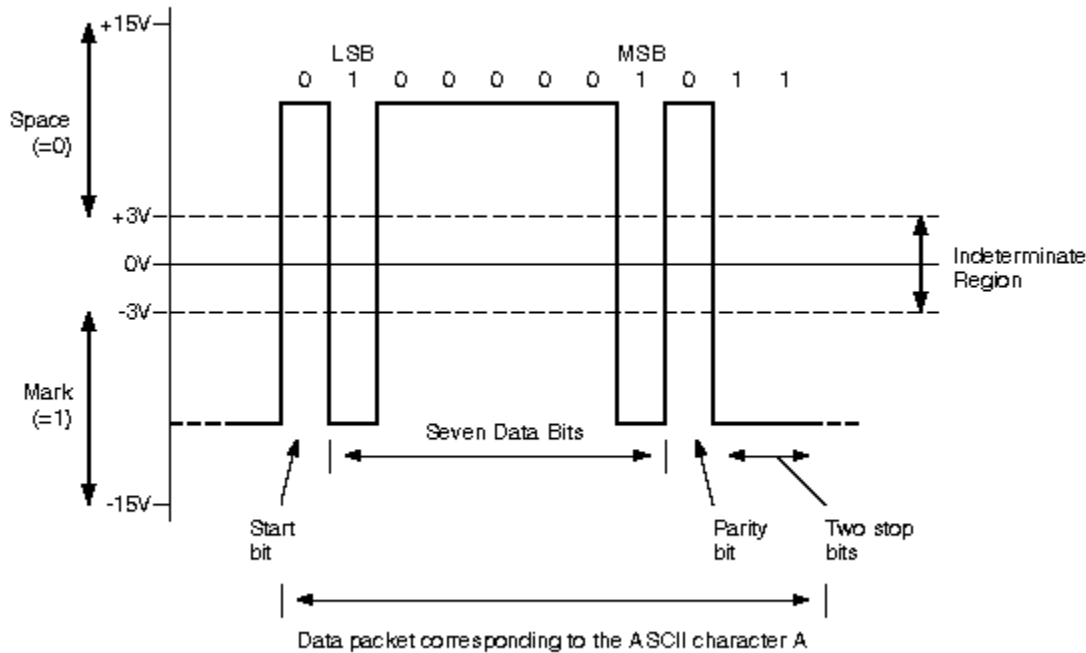 +15V
LSB MSB
0 1 0 0 0 0 0 1 0 1 1
Space
(=0)
+3V
0V
Indeterminate
Region
-3V
Mark
(=1)
Seven Data Bits
-15V
Start
bit
Parity
bit
Two stop
bits
Data packet corresponding to the ASCII character A